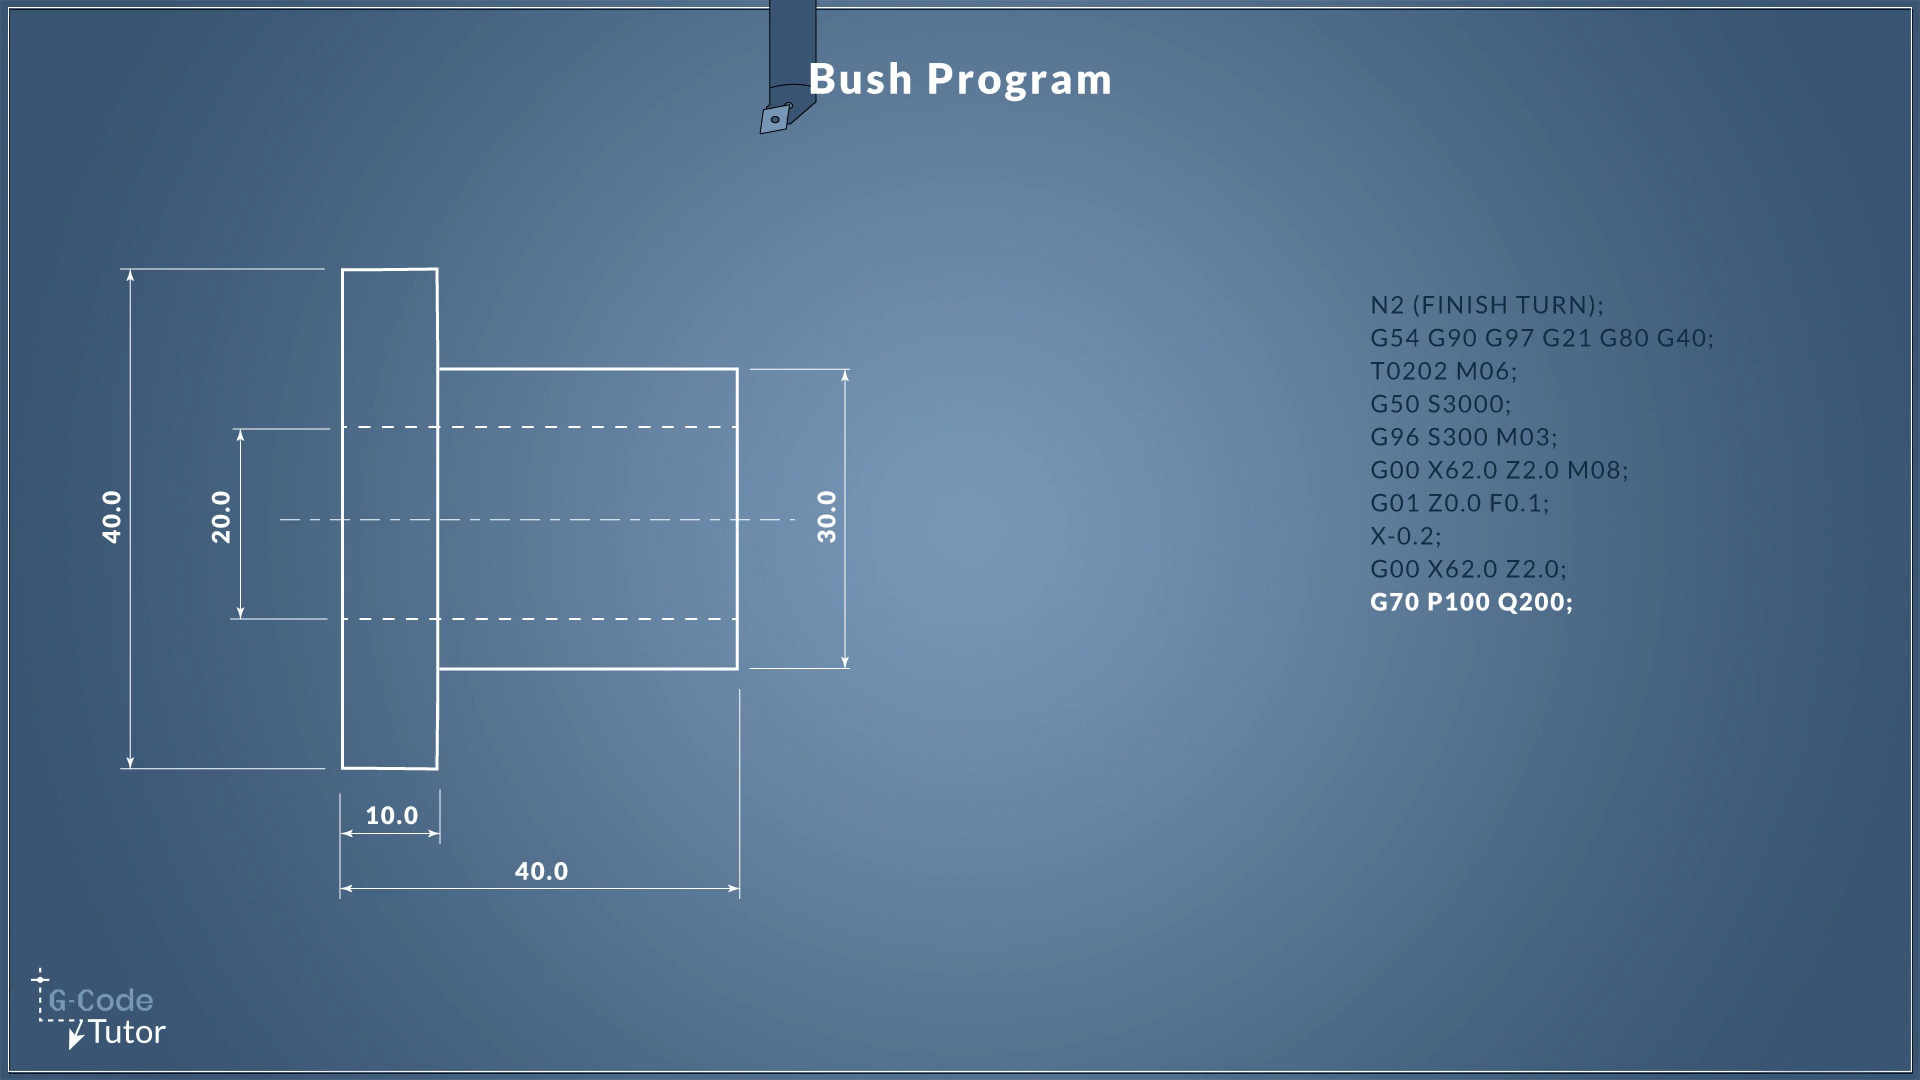 Bush Program
40.0
20.0
30.0
10.0
40.0
N2 (FINISH TURN);
G54 G90 G97 G21 G80 G40;
T0202 M06;
G50 S3000;
G96 S300 M03;
G00 X62.0 Z2.0 M08;
G01 Z0.0 F0.1;
X-0.2;
G00 X62.0 Z2.0;
G70 P100 Q200;
G-Code
Tutor